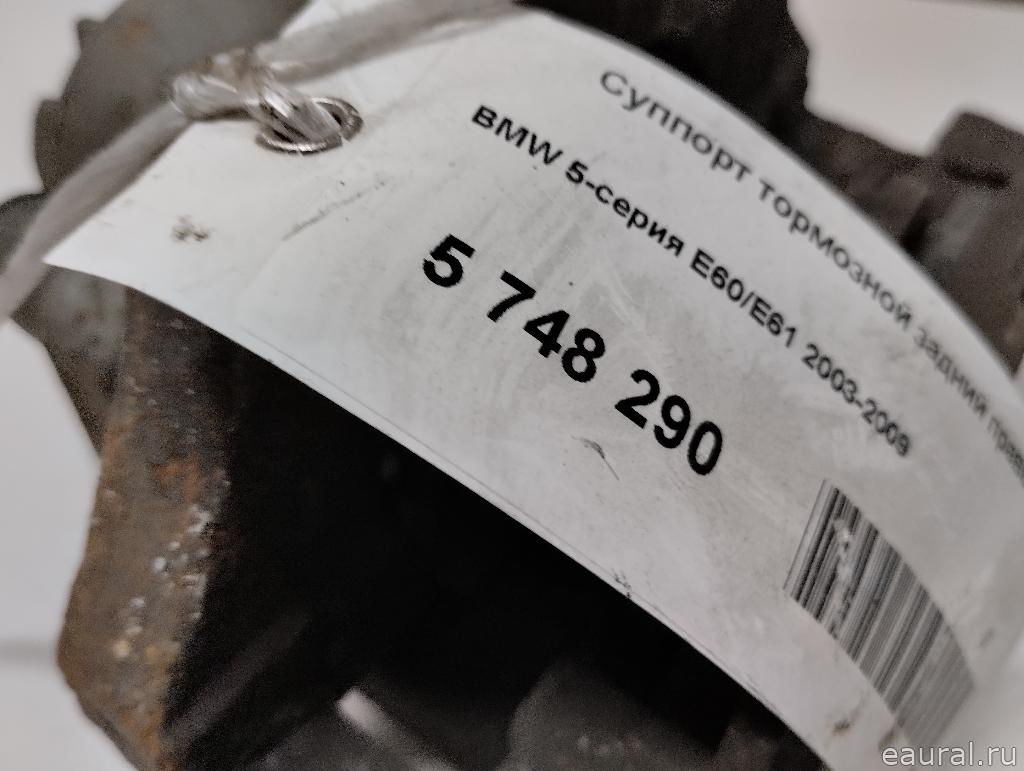 Суппорт тормозной задний
BMW 5-серия E60/E61 2003-2009
5 748 290
eaural.ru